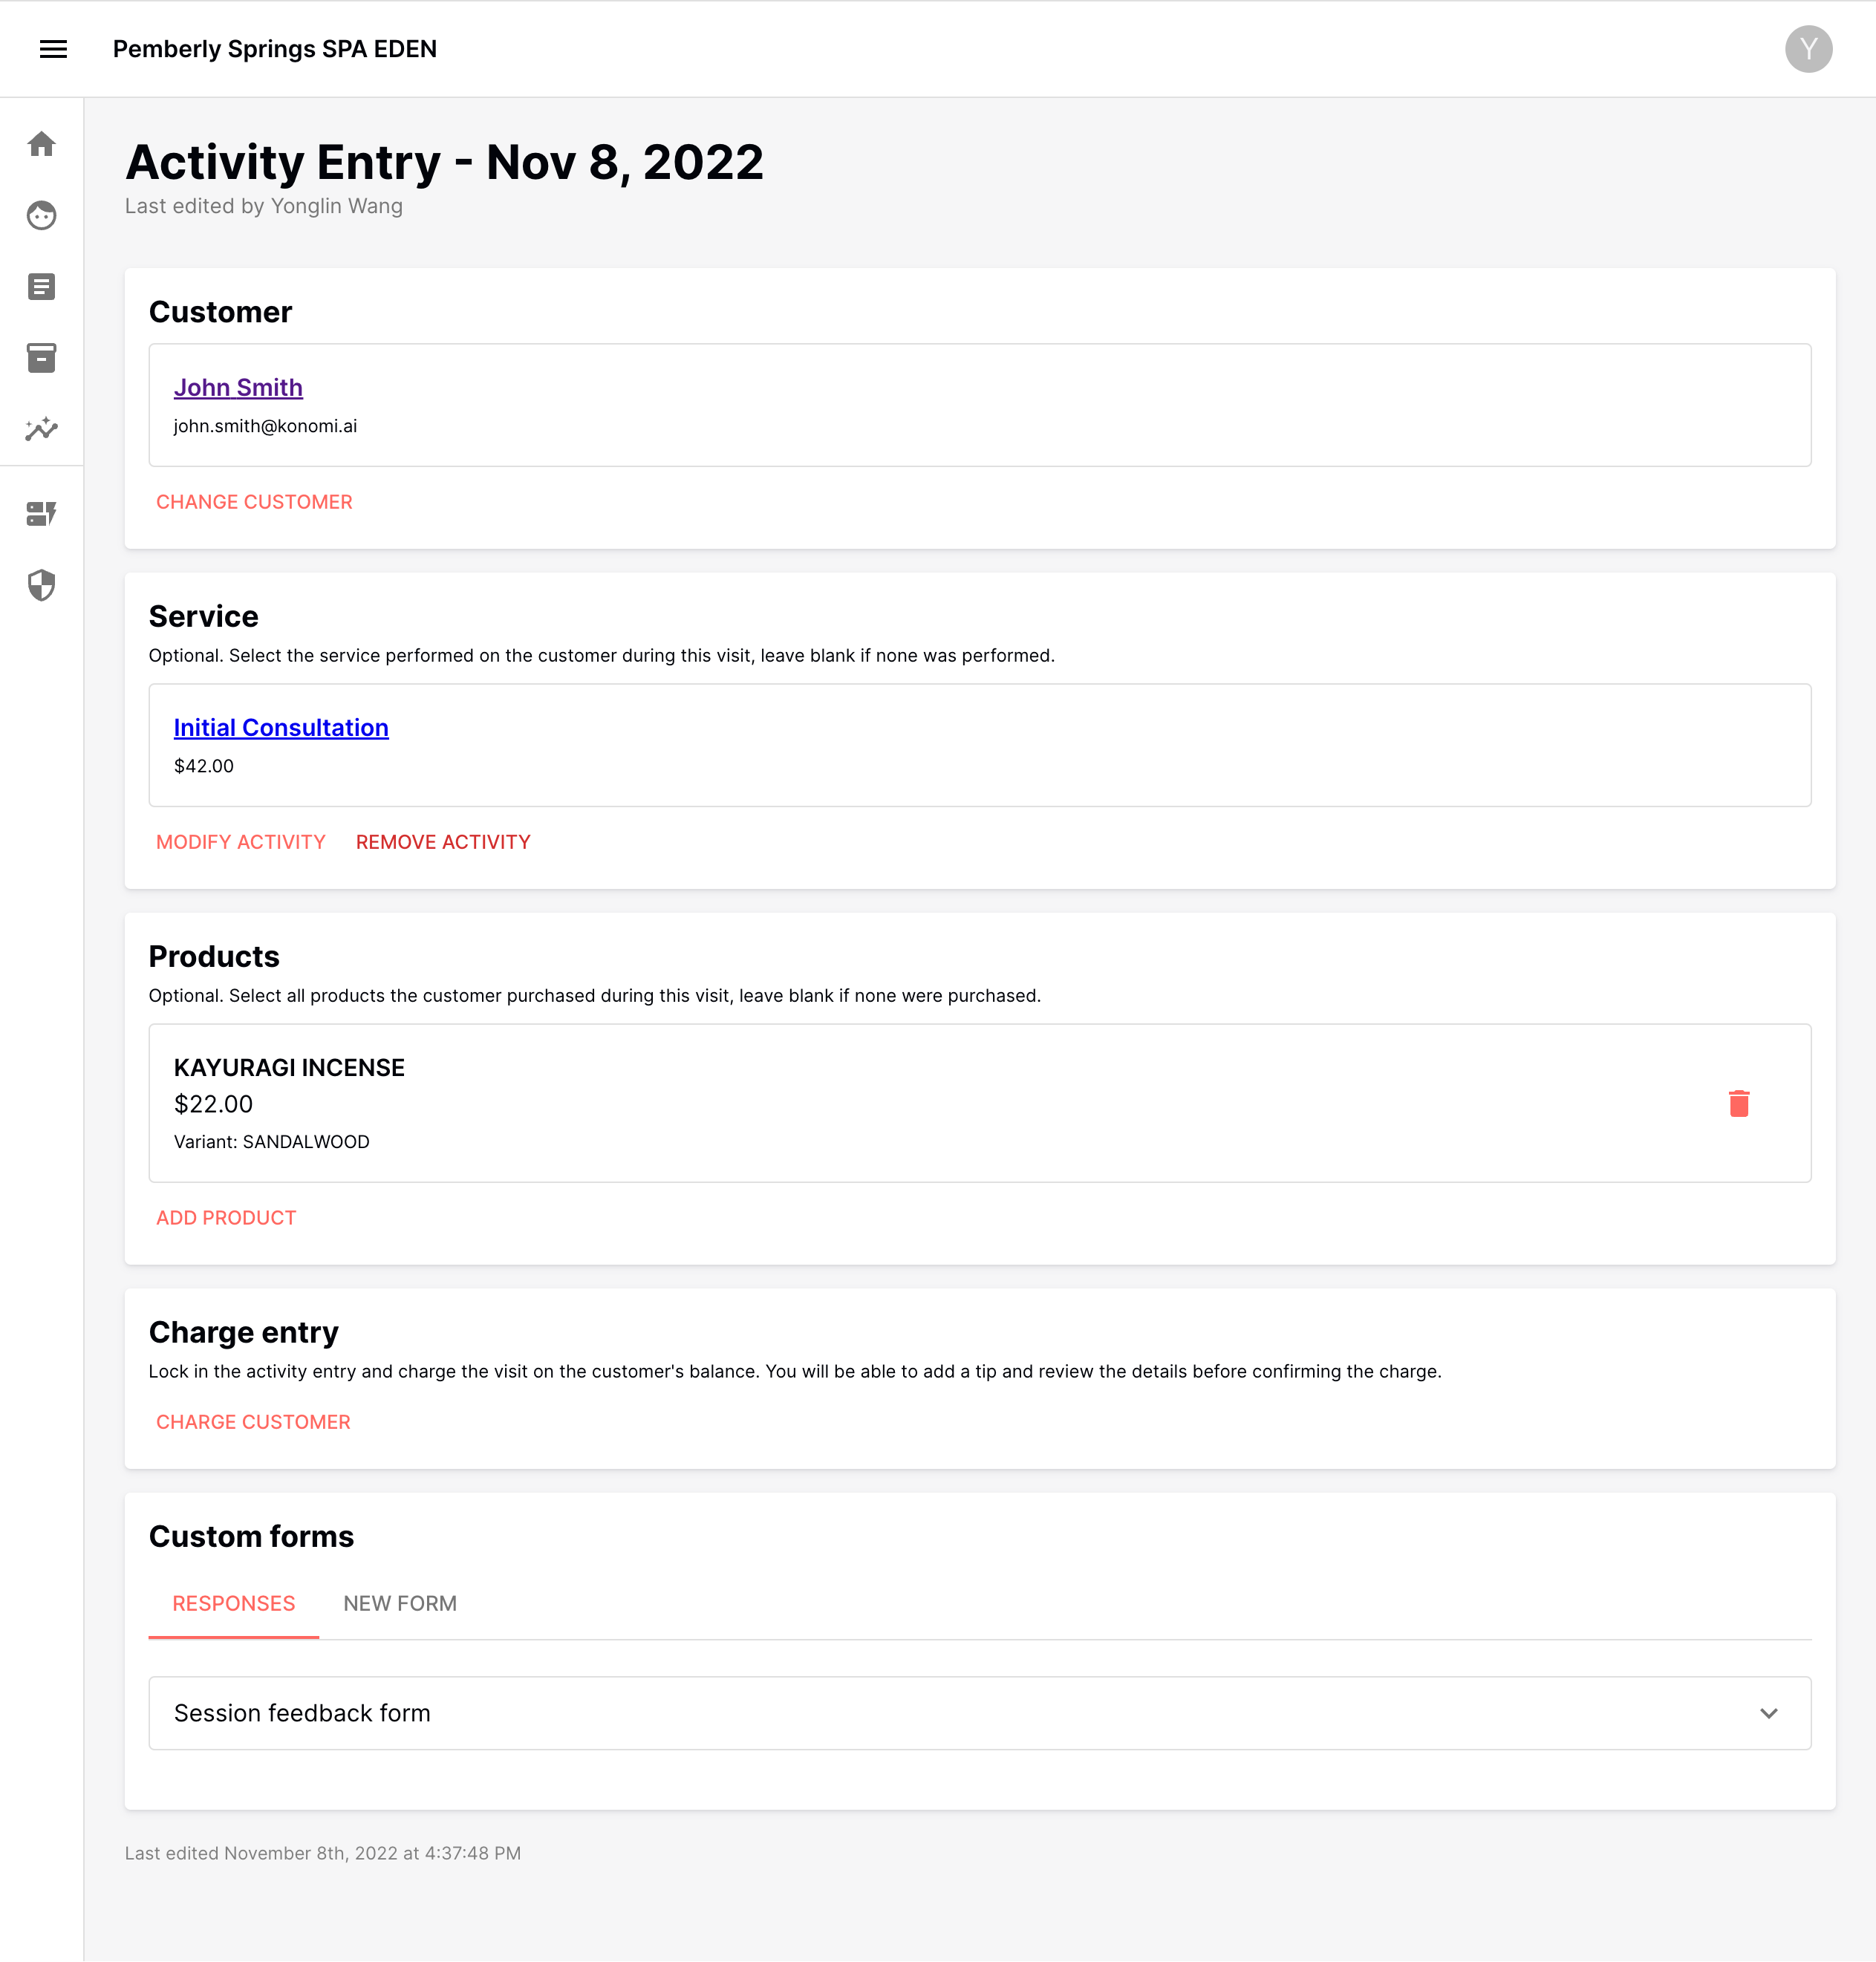 Pemberly Springs SPA EDEN
Y
Activity Entry - Nov 8, 2022
Last edited by Yonglin Wang
Customer
John Smith
john.smith@konomi.ai
CHANGE CUSTOMER
Service
Optional. Select the service performed on the customer during this visit, leave blank if none was performed.
Initial Consultation
$42.00
MODIFY ACTIVITY REMOVE ACTIVITY
Products
Optional. Select all products the customer purchased during this visit, leave blank if none were purchased.
KAYURAGI INCENSE
$22.00
Variant: SANDALWOOD
ADD PRODUCT
Charge entry
Lock in the activity entry and charge the visit on the customer's balance. You will be able to add a tip and review the details before confirming the charge.
CHARGE CUSTOMER
Custom forms
RESPONSES NEW FORM
Session feedback form
Last edited November 8th, 2022 at 4:37:48 PM